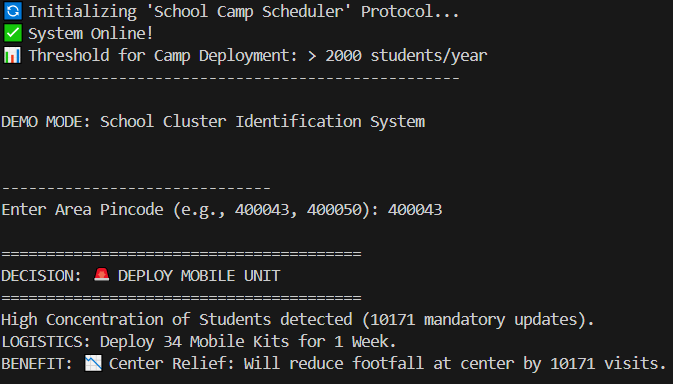 🔄 Initializing 'School Camp Scheduler' Protocol...
✅ System Online!
📊 Threshold for Camp Deployment: > 2000 students/year
---------------------------------------------------
DEMO MODE: School Cluster Identification System
------------------------------
Enter Area Pincode (e.g., 400043, 400050): 400043
========================================
DECISION: 🚨 DEPLOY MOBILE UNIT
========================================
High Concentration of Students detected (10171 mandatory updates).
LOGISTICS: Deploy 34 Mobile Kits for 1 Week.
BENEFIT: 📉 Center Relief: Will reduce footfall at center by 10171 visits.